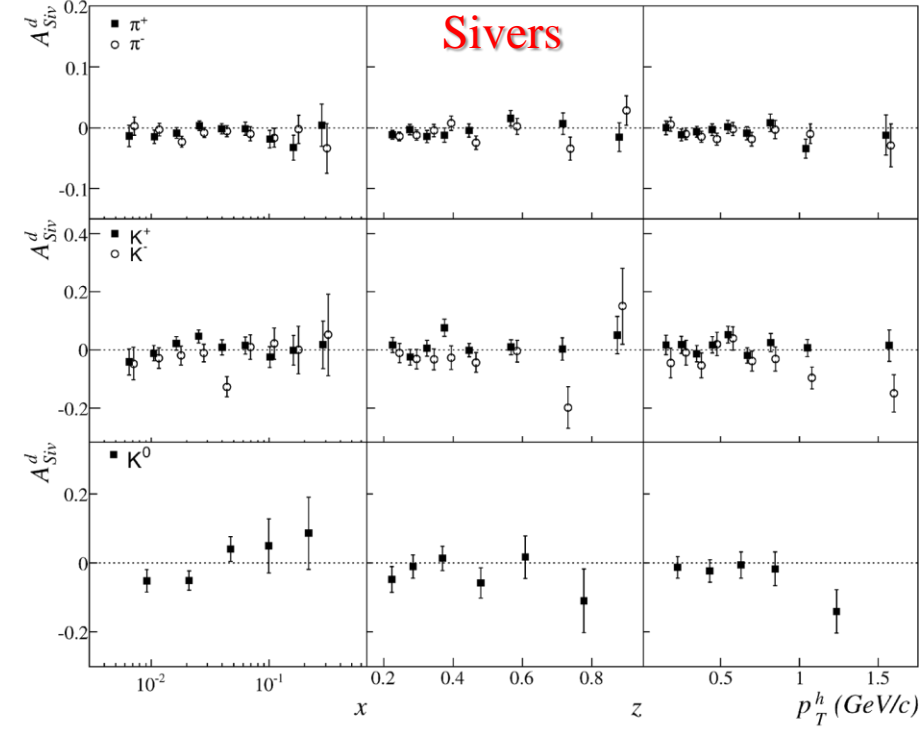 Sivers
A^d_Siv
0.2
0.1
0
-0.1
π⁺
π⁻
A^d_Siv
0.4
0.2
0
-0.2
K⁺
K⁻
A^d_Siv
0.2
0
-0.2
K⁰
10⁻² 10⁻¹ 0.2 0.4 0.6 0.8 0.5 1 1.5
x z p^h_T (GeV/c)